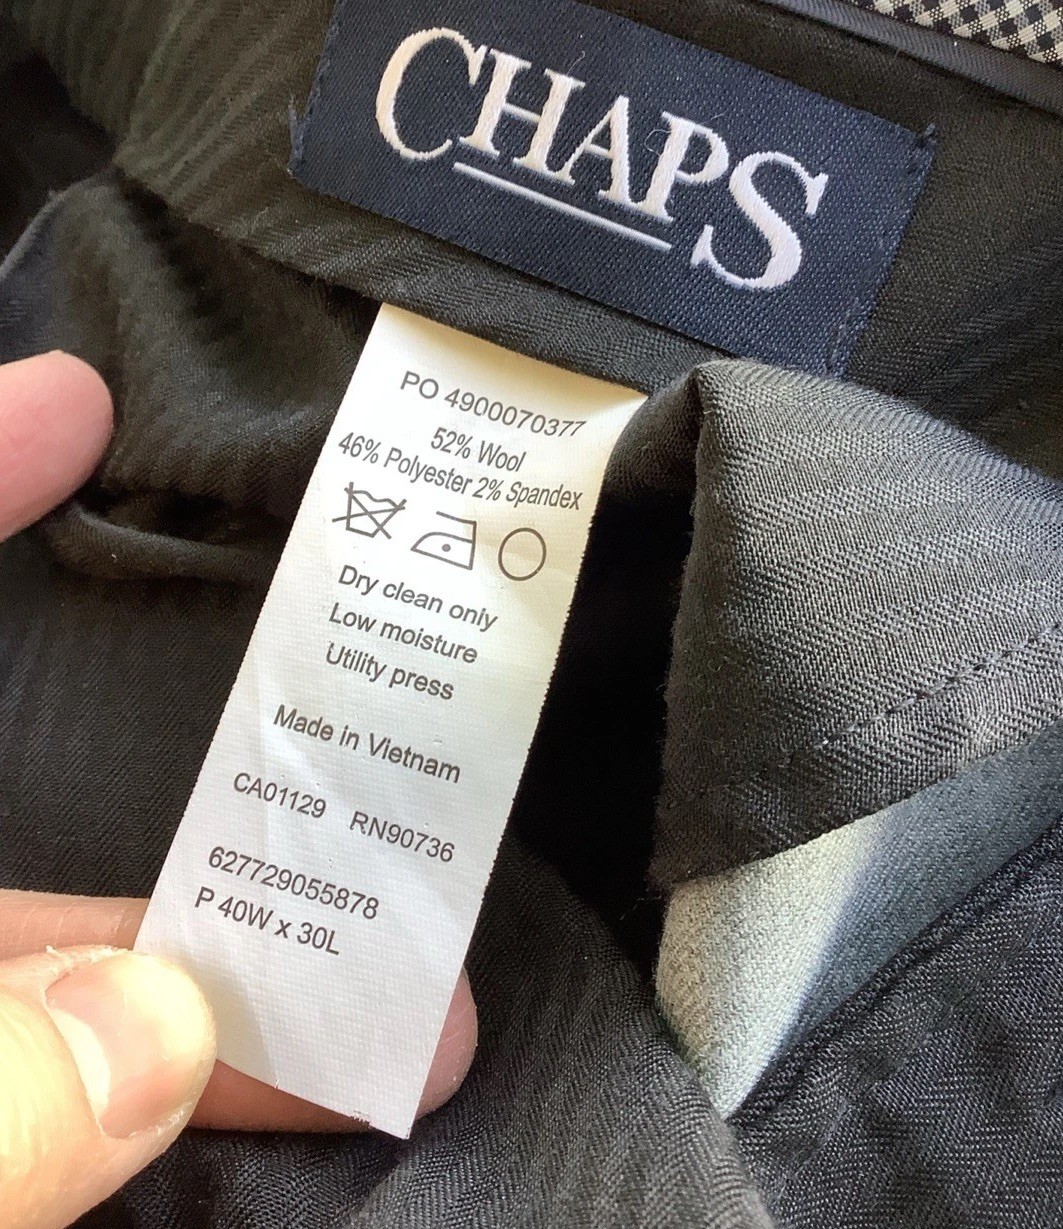 CHAPS
PO 4900070377
52% Wool
46% Polyester 2% Spandex
Dry clean only
Low moisture
Utility press
Made in Vietnam
CA01129 RN90736
627729055878
P 40W x 30L